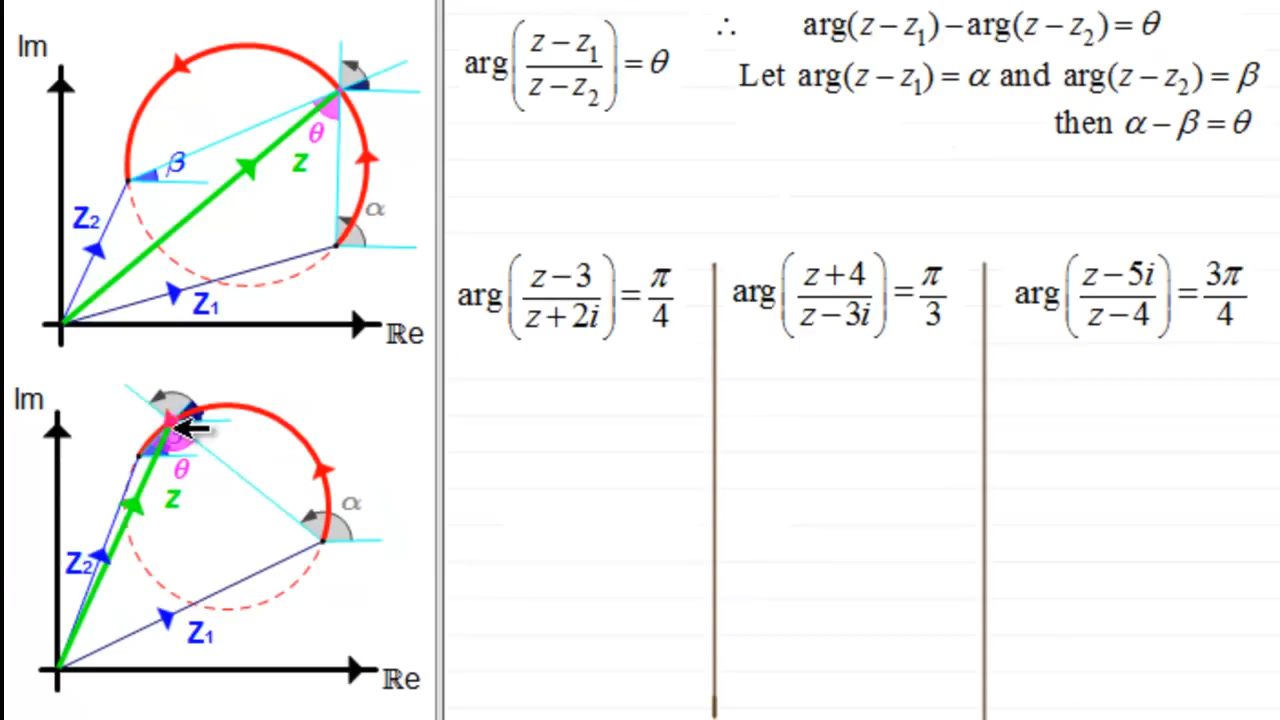 Im
θ
β
z
α
Z₂
Z₁
ℝe
Im
θ
z
α
Z₂
Z₁
ℝe
arg((z−z₁)/(z−z₂))=θ
∴ arg(z−z₁)−arg(z−z₂)=θ
Let arg(z−z₁)=α and arg(z−z₂)=β
then α−β=θ
arg((z−3)/(z+2i))=π/4
arg((z+4)/(z−3i))=π/3
arg((z−5i)/(z−4))=3π/4